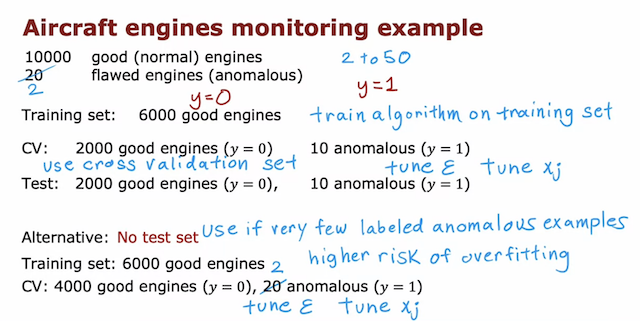 Aircraft engines monitoring example
10000 good (normal) engines 2 to 50
20 flawed engines (anomalous)
2 y=0 y=1
Training set: 6000 good engines train algorithm on training set
CV: 2000 good engines (y = 0) 10 anomalous (y = 1)
use cross validation set tune ε tune xj
Test: 2000 good engines (y = 0), 10 anomalous (y = 1)
Alternative: No test set use if very few labeled anomalous examples
Training set: 6000 good engines 2 higher risk of overfitting
CV: 4000 good engines (y = 0), 20 anomalous (y = 1)
tune ε tune xj